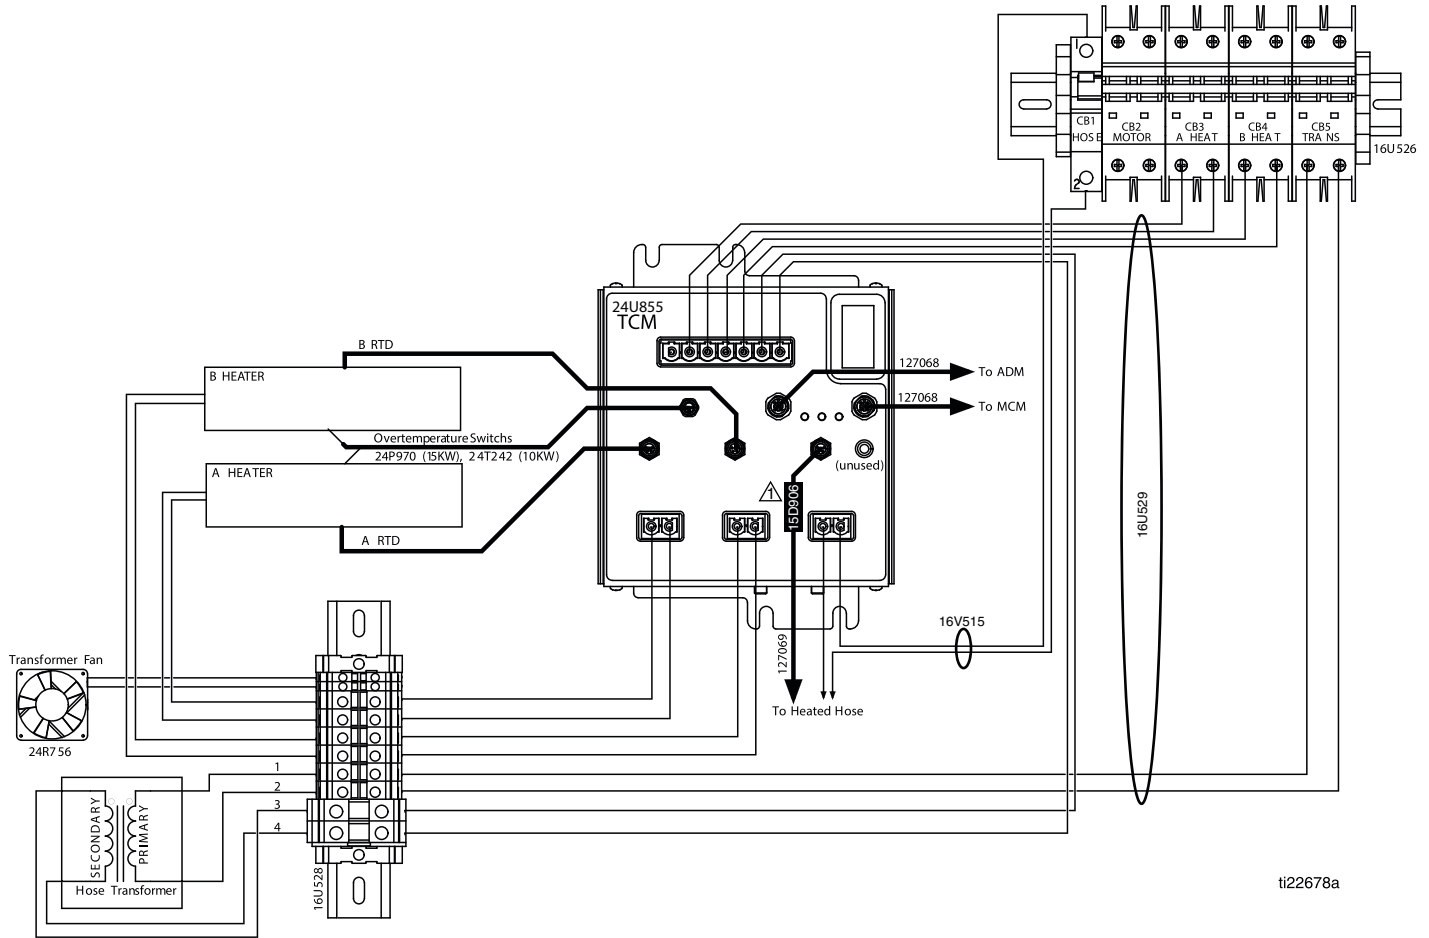 1
CB1
HOSE
2
CB2
MOTOR
CB3
A HEAT
CB4
B HEAT
CB5
TRANS
16U526
24U855
TCM
B RTD
B HEATER
127068
To ADM
127068
To MCM
Overtemperature Switchs
24P970 (15KW), 24T242 (10KW)
A HEATER
(unused)
1
15D906
16U529
A RTD
16V515
127069
To Heated Hose
Transformer Fan
24R756
1
2
3
4
SECONDARY
PRIMARY
Hose Transformer
16U528
ti22678a